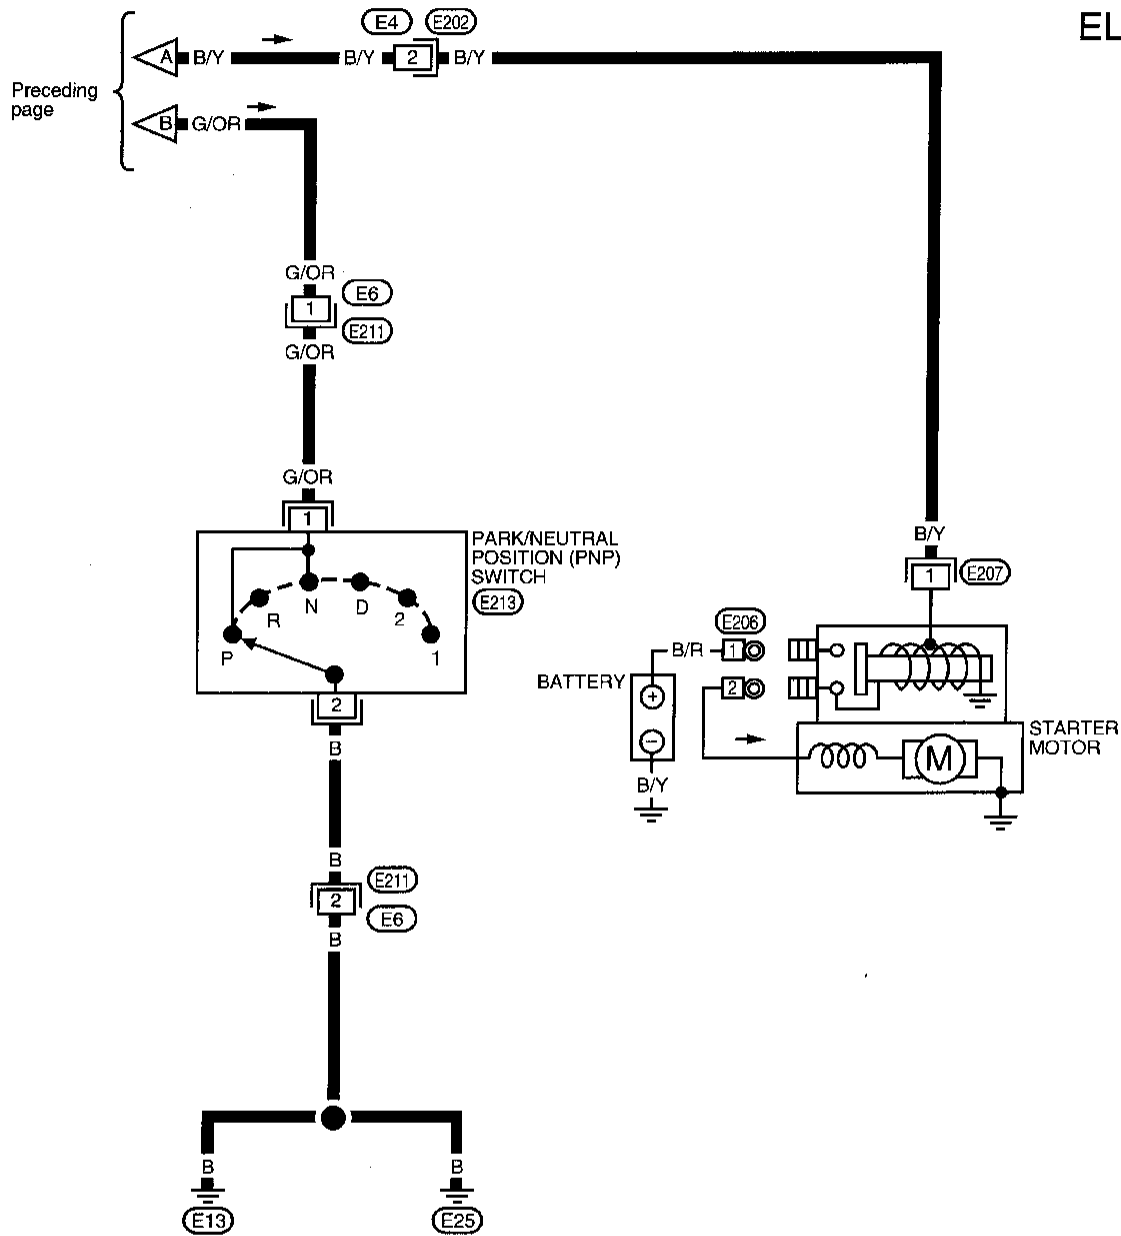 EL
E4
E202
A
B/Y
B/Y
2
B/Y
Preceding
page
B
G/OR
G/OR
1
E6
E211
G/OR
G/OR
1
PARK/NEUTRAL
POSITION (PNP)
SWITCH
E213
P
R
N
D
2
1
2
B
B
E211
2
E6
B
B
B
E13
E25
B/Y
1
E207
E206
B/R
1
2
BATTERY
+
−
B/Y
M
STARTER
MOTOR